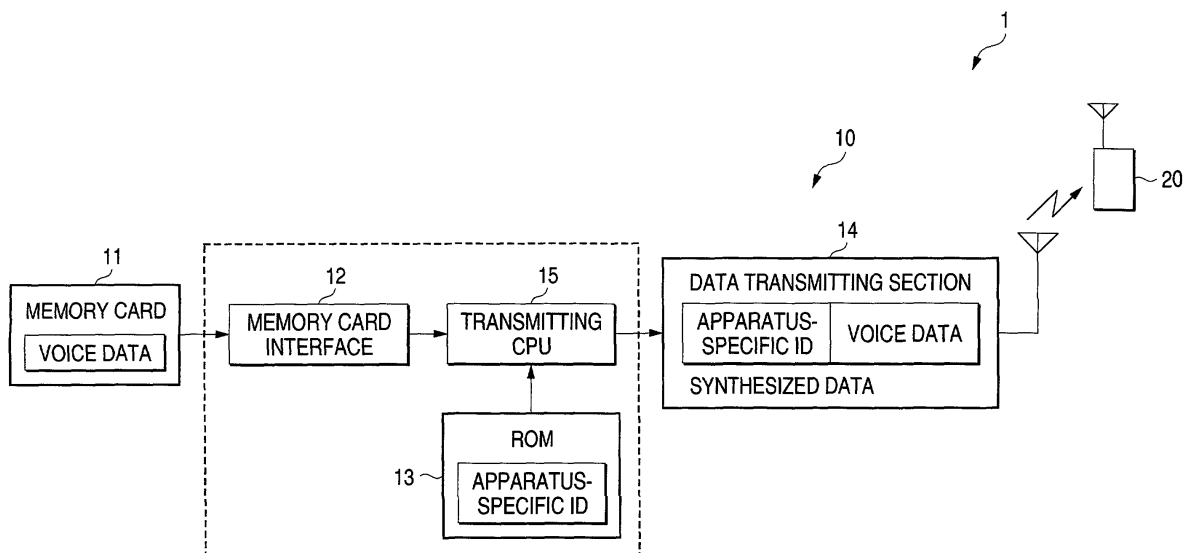 1
10
20
14
11
12
15
DATA TRANSMITTING SECTION
MEMORY CARD
VOICE DATA
MEMORY CARD
INTERFACE
TRANSMITTING
CPU
APPARATUS-
SPECIFIC ID
VOICE DATA
SYNTHESIZED DATA
ROM
13
APPARATUS-
SPECIFIC ID